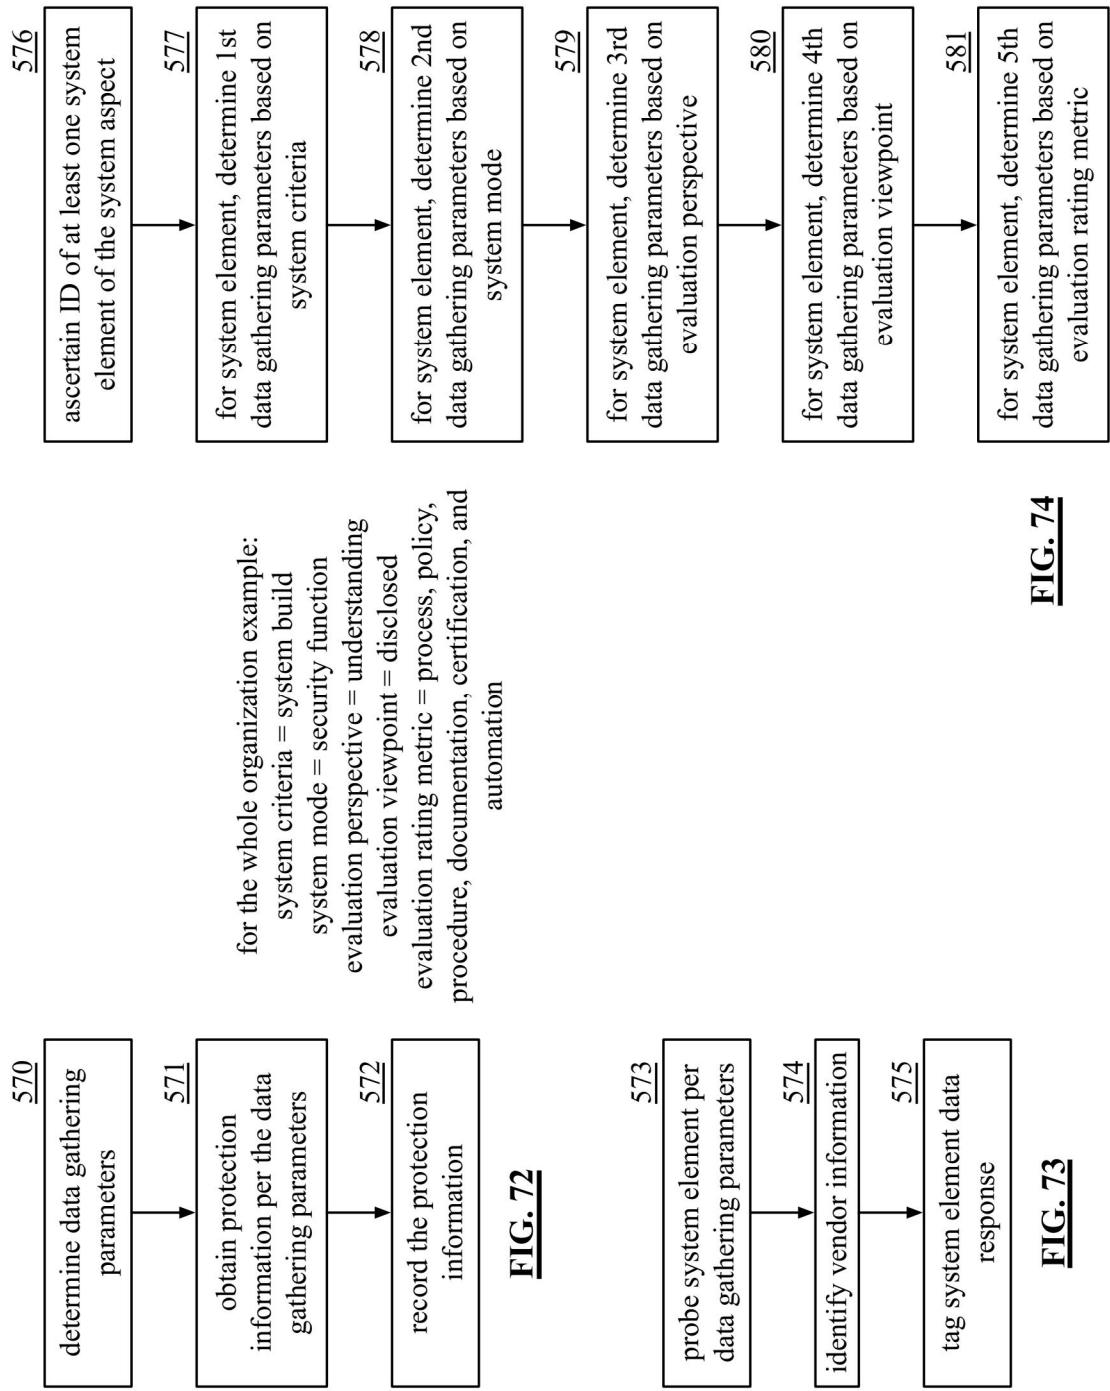 570
determine data gathering
parameters
571
obtain protection
information per the data
gathering parameters
572
record the protection
information
FIG. 72
573
probe system element per
data gathering parameters
574
identify vendor information
575
tag system element data
response
FIG. 73
for the whole organization example:
system criteria = system build
system mode = security function
evaluation perspective = understanding
evaluation viewpoint = disclosed
evaluation rating metric = process, policy,
procedure, documentation, certification, and
automation
576
ascertain ID of at least one system
element of the system aspect
577
for system element, determine 1st
data gathering parameters based on
system criteria
578
for system element, determine 2nd
data gathering parameters based on
system mode
579
for system element, determine 3rd
data gathering parameters based on
evaluation perspective
580
for system element, determine 4th
data gathering parameters based on
evaluation viewpoint
581
for system element, determine 5th
data gathering parameters based on
evaluation rating metric
FIG. 74